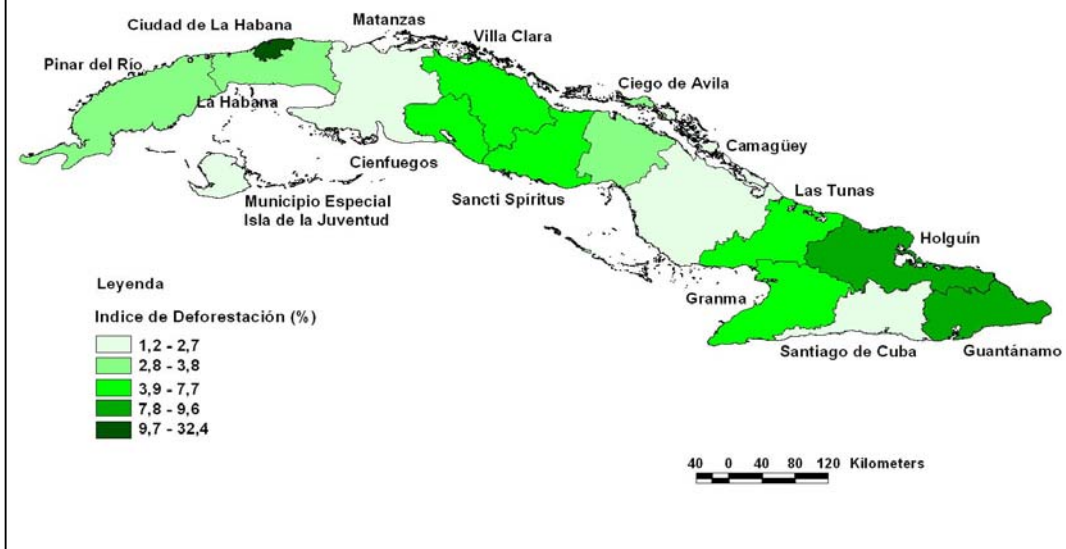 Ciudad de La Habana
Matanzas
Villa Clara
Pinar del Río
Ciego de Avila
La Habana
Camagüey
Cienfuegos
Las Tunas
Municipio Especial
Isla de la Juventud
Sancti Spíritus
Holguín
Granma
Santiago de Cuba
Guantánamo
Leyenda
Indice de Deforestación (%)
1,2 - 2,7
2,8 - 3,8
3,9 - 7,7
7,8 - 9,6
9,7 - 32,4
40 0 40 80 120 Kilometers